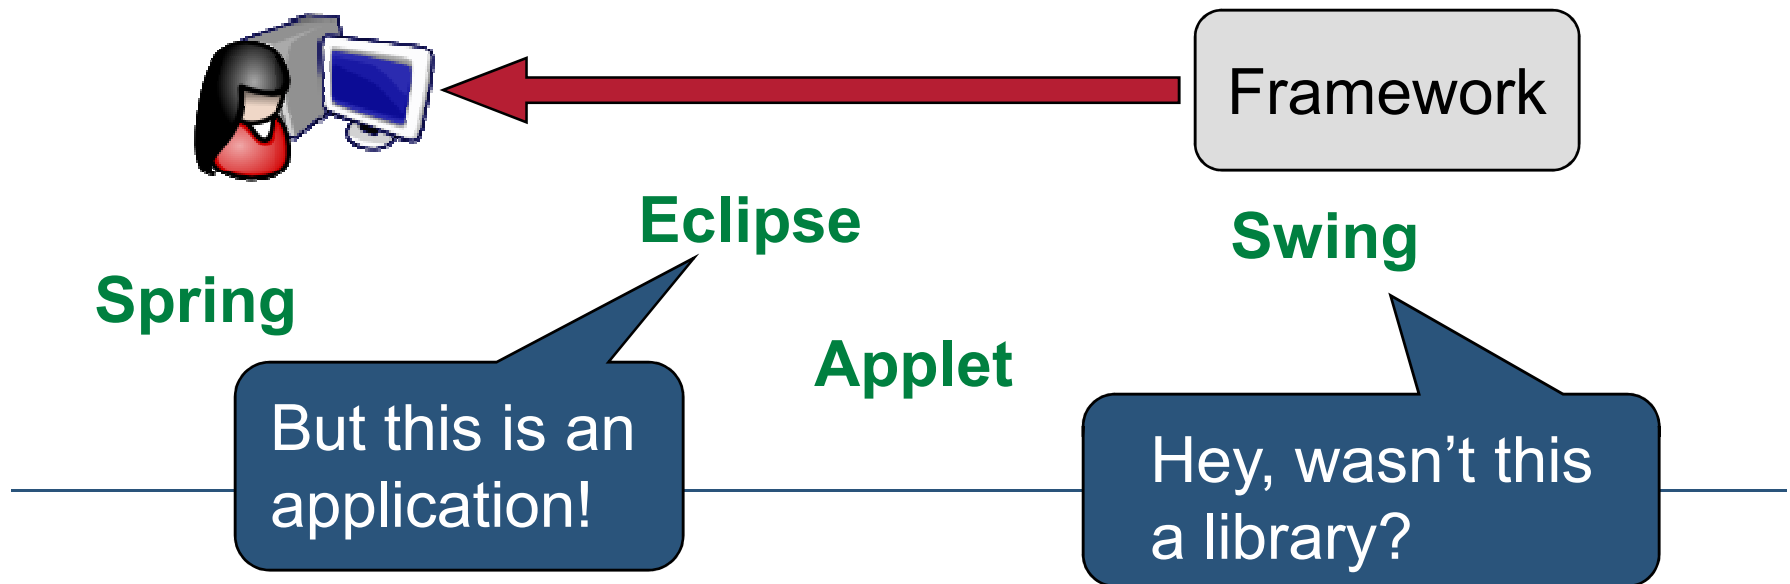 Framework
Eclipse
Swing
Spring
Applet
But this is an
application!
Hey, wasn’t this
a library?